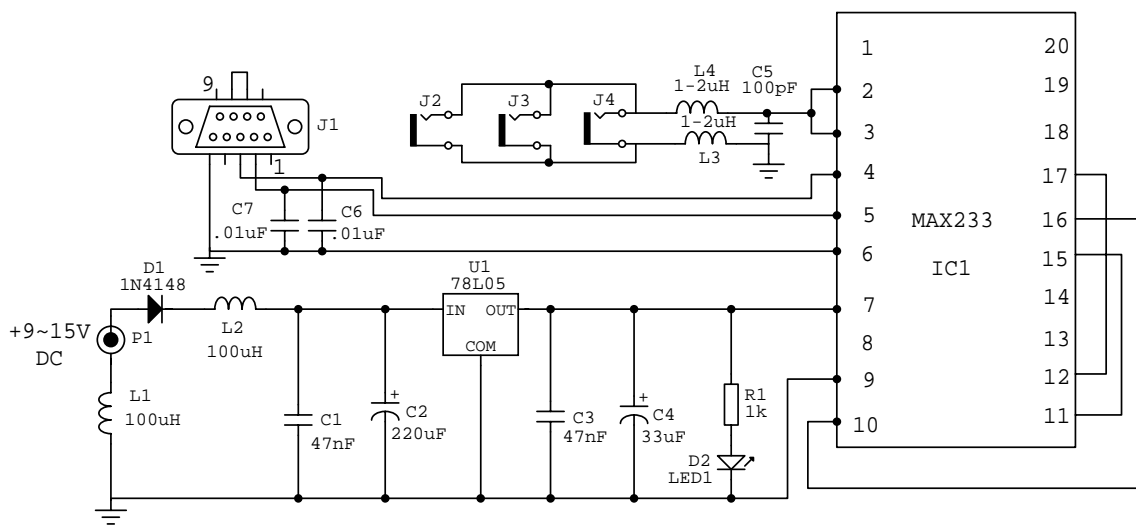 9
J1
1
J2
J3
J4
L4
1-2uH
1-2uH
L3
C5
100pF
C7
.01uF
C6
.01uF
+9~15V
DC
P1
D1
1N4148
L2
100uH
L1
100uH
C1
47nF
+
C2
220uF
U1
78L05
IN OUT
COM
C3
47nF
+
C4
33uF
R1
1k
D2
LED1
MAX233
IC1
1
2
3
4
5
6
7
8
9
10
20
19
18
17
16
15
14
13
12
11